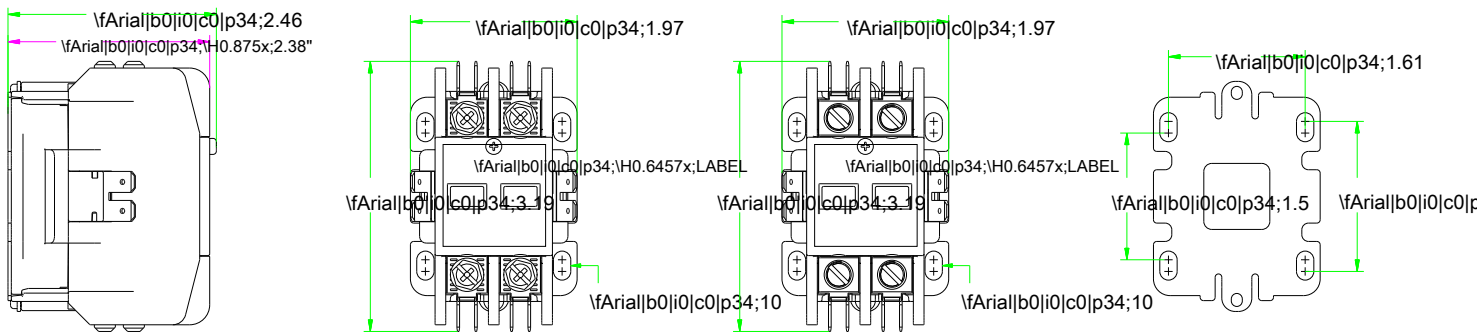 \fArial|b0|i0|c0|p34;2.46
\fArial|b0|i0|c0|p34;\H0.875x;2.38"
\fArial|b0|i0|c0|p34;1.97
\fArial|b0|i0|c0|p34;1.97
\fArial|b0|i0|c0|p34;1.61
\fArial|b0|i0|c0|p34;\H0.6457x;LABEL
\fArial|b0|i0|c0|p34;\H0.6457x;LABEL
\fArial|b0|i0|c0|p34;3.19
\fArial|b0|i0|c0|p34;3.19
\fArial|b0|i0|c0|p34;1.5
\fArial|b0|i0|c0|p
\fArial|b0|i0|c0|p34;10
\fArial|b0|i0|c0|p34;10